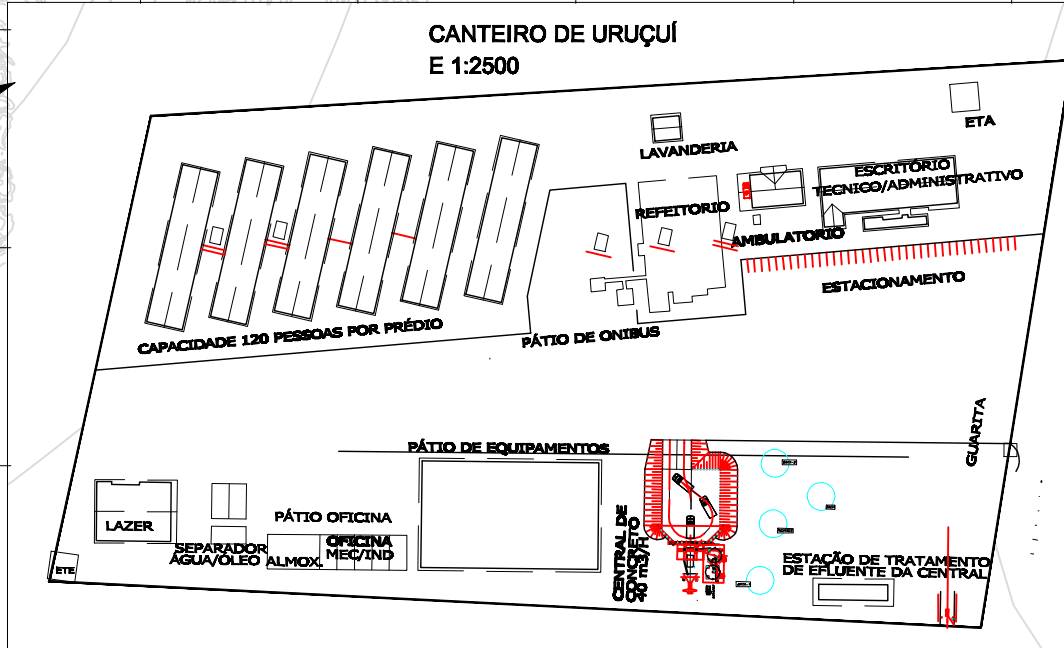 CANTEIRO DE URUÇUÍ
E 1:2500
ETA
LAVANDERIA
ESCRITÓRIO
TECNICO/ADMINISTRATIVO
REFEITORIO
AMBULATORIO
ESTACIONAMENTO
CAPACIDADE 120 PESSOAS POR PRÉDIO
PÁTIO DE ONIBUS
GUARITA
PÁTIO DE EQUIPAMENTOS
LAZER
PÁTIO OFICINA
OFICINA
MEC/IND
SEPARADOR
ÁGUA/ÓLEO
ALMOX.
ETE
CENTRAL DE
CONCRETO
40 m3/H
ESTAÇÃO DE TRATAMENTO
DE EFLUENTE DA CENTRAL